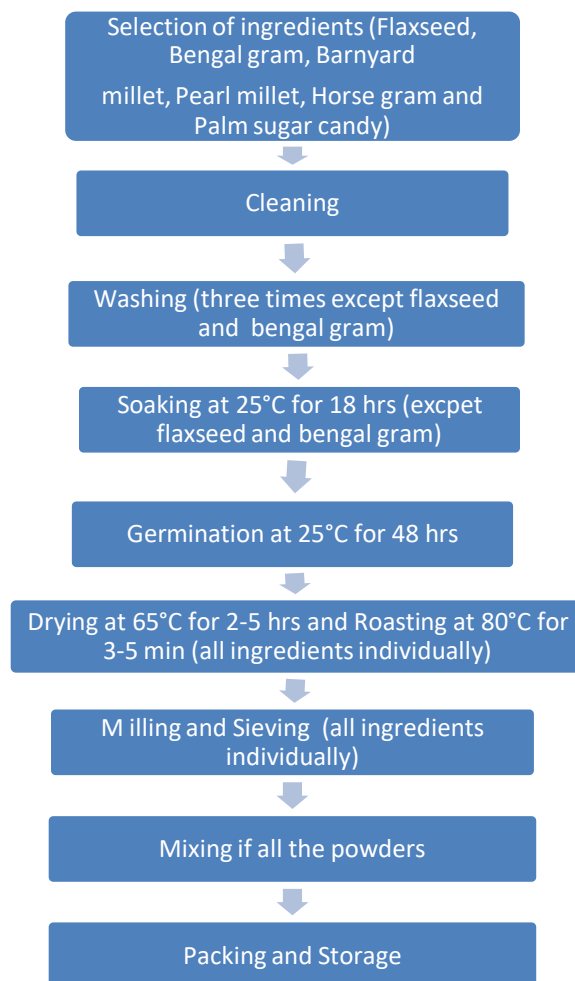 Selection of ingredients (Flaxseed,
Bengal gram, Barnyard
millet, Pearl millet, Horse gram and
Palm sugar candy)
Cleaning
Washing (three times except flaxseed
and bengal gram)
Soaking at 25°C for 18 hrs (excpet
flaxseed and bengal gram)
Germination at 25°C for 48 hrs
Drying at 65°C for 2-5 hrs and Roasting at 80°C for
3-5 min (all ingredients individually)
M illing and Sieving (all ingredients
individually)
Mixing if all the powders
Packing and Storage